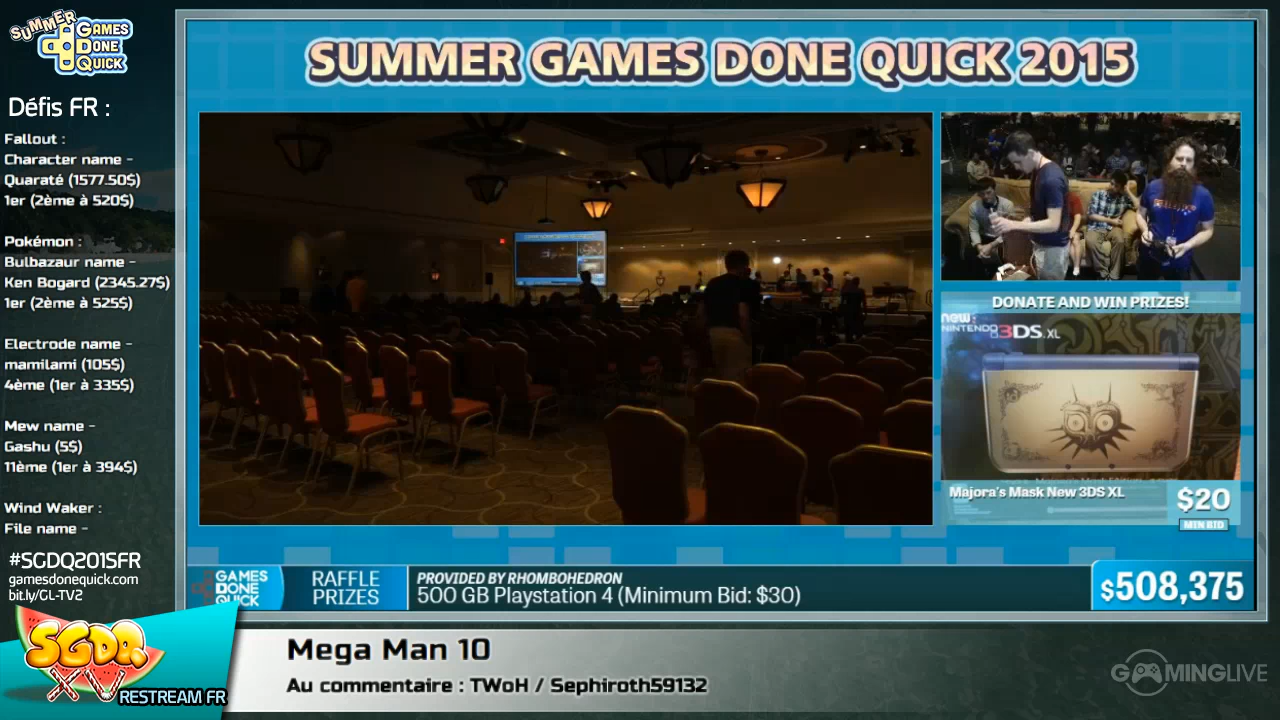 SUMMER
GAMES
DONE
QUICK
Défis FR :
Fallout :
Character name -
Quaraté (1577.50$)
1er (2ème à 520$)
Pokémon :
Bulbazaur name -
Ken Bogard (2345.27$)
1er (2ème à 525$)
Electrode name -
mamilami (105$)
4ème (1er à 335$)
Mew name -
Gashu (5$)
11ème (1er à 394$)
Wind Waker :
File name -
#SGDQ2015FR
gamesdonequick.com
bit.ly/GL-TV2
SGDQ
XV
RESTREAM FR
SUMMER GAMES DONE QUICK 2015
DONATE AND WIN PRIZES!
new
NINTENDO
3DS XL
Majora's Mask New 3DS XL
$20
MIN BID
GAMES
DONE
QUICK
RAFFLE
PRIZES
PROVIDED BY RHOMBOHEDRON
500 GB Playstation 4 (Minimum Bid: $30)
$508,375
Mega Man 10
Au commentaire : TWoH / Sephiroth59132
GAMINGLIVE